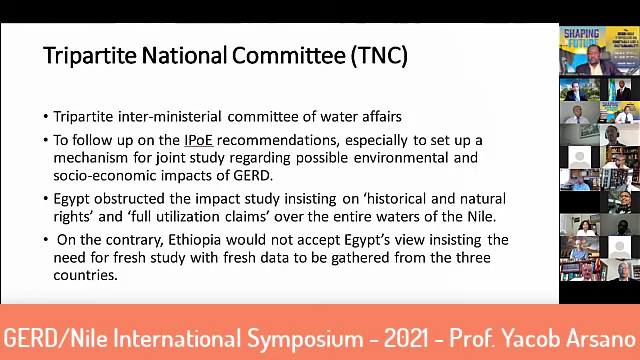 Tripartite National Committee (TNC)
• Tripartite inter-ministerial committee of water affairs
• To follow up on the IPoE recommendations, especially to set up a
mechanism for joint study regarding possible environmental and
socio-economic impacts of GERD.
• Egypt obstructed the impact study insisting on ‘historical and natural
rights’ and ‘full utilization claims’ over the entire waters of the Nile.
• On the contrary, Ethiopia would not accept Egypt’s view insisting the
need for fresh study with fresh data to be gathered from the three
countries.
SHAPING
FUTURE
GERD/Nile International Symposium - 2021 - Prof. Yacob Arsano